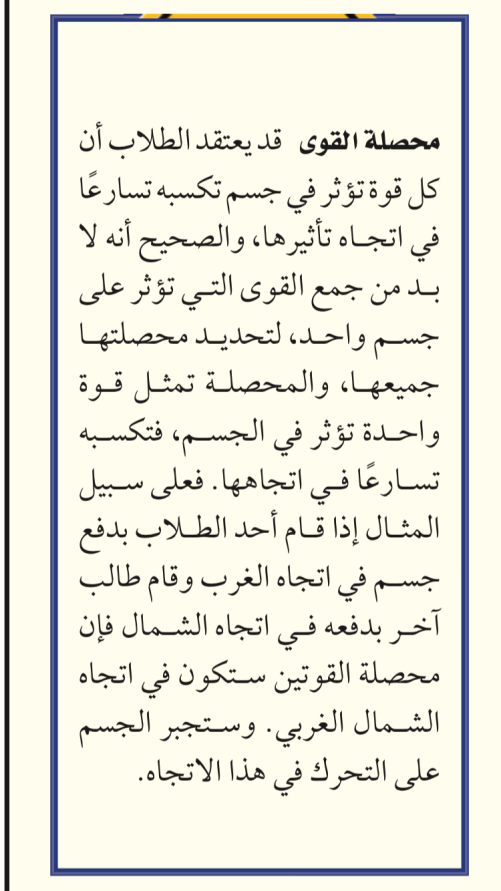 محصلة القوى قد يعتقد الطلاب أن
كل قوة تؤثر في جسم تكسبه تسارعًا
في اتجاه تأثيرها، والصحيح أنه لا
بد من جمع القوى التي تؤثر على
جسم واحد، لتحديد محصلتها
جميعها، والمحصلة تمثل قوة
واحدة تؤثر في الجسم، فتكسبه
تسارعًا في اتجاهها. فعلى سبيل
المثال إذا قام أحد الطلاب بدفع
جسم في اتجاه الغرب وقام طالب
آخر بدفعه في اتجاه الشمال فإن
محصلة القوتين ستكون في اتجاه
الشمال الغربي. وستجبر الجسم
على التحرك في هذا الاتجاه.